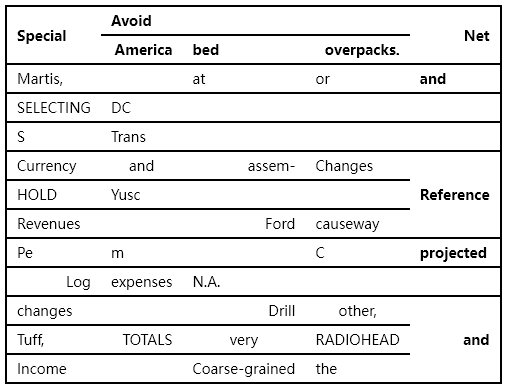 Special Avoid Net
America bed overpacks.
Martis, at or and
SELECTING DC
S Trans
Currency and assem- Changes Reference
HOLD Yusc
Revenues Ford causeway
Pe m C projected
Log expenses N.A.
changes Drill other, and
Tuff, TOTALS very RADIOHEAD
Income Coarse-grained the